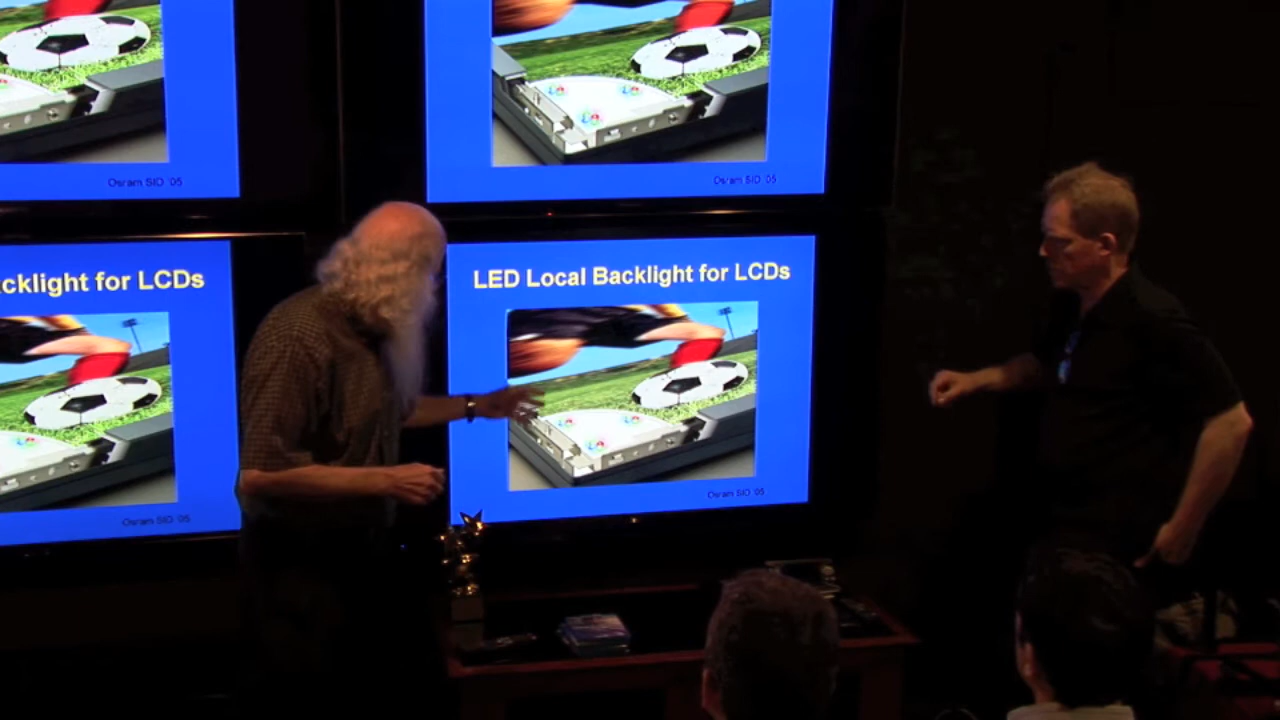 Osram SID '05
Osram SID '05
cklight for LCDs
LED Local Backlight for LCDs
Osram SID '05
Osram SID '05